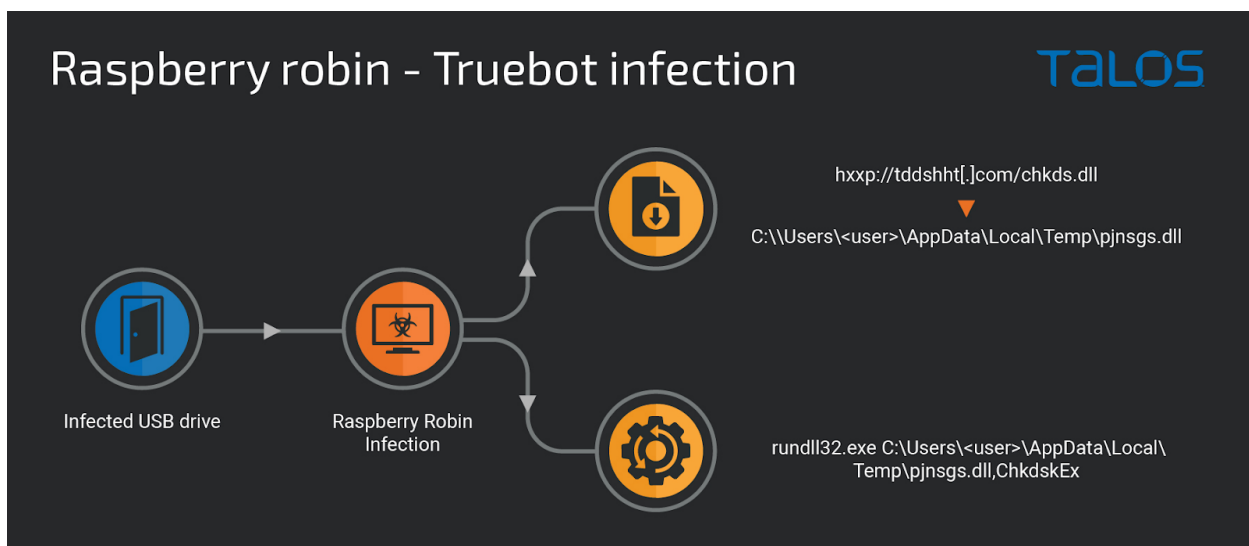 Raspberry robin - Truebot infection
TALOS
hxxp://tddshht[.]com/chkds.dll
C:\\Users\<user>\AppData\Local\Temp\pjnsgs.dll
Infected USB drive
Raspberry Robin
Infection
rundll32.exe C:\Users\<user>\AppData\Local\
Temp\pjnsgs.dll,ChkdskEx